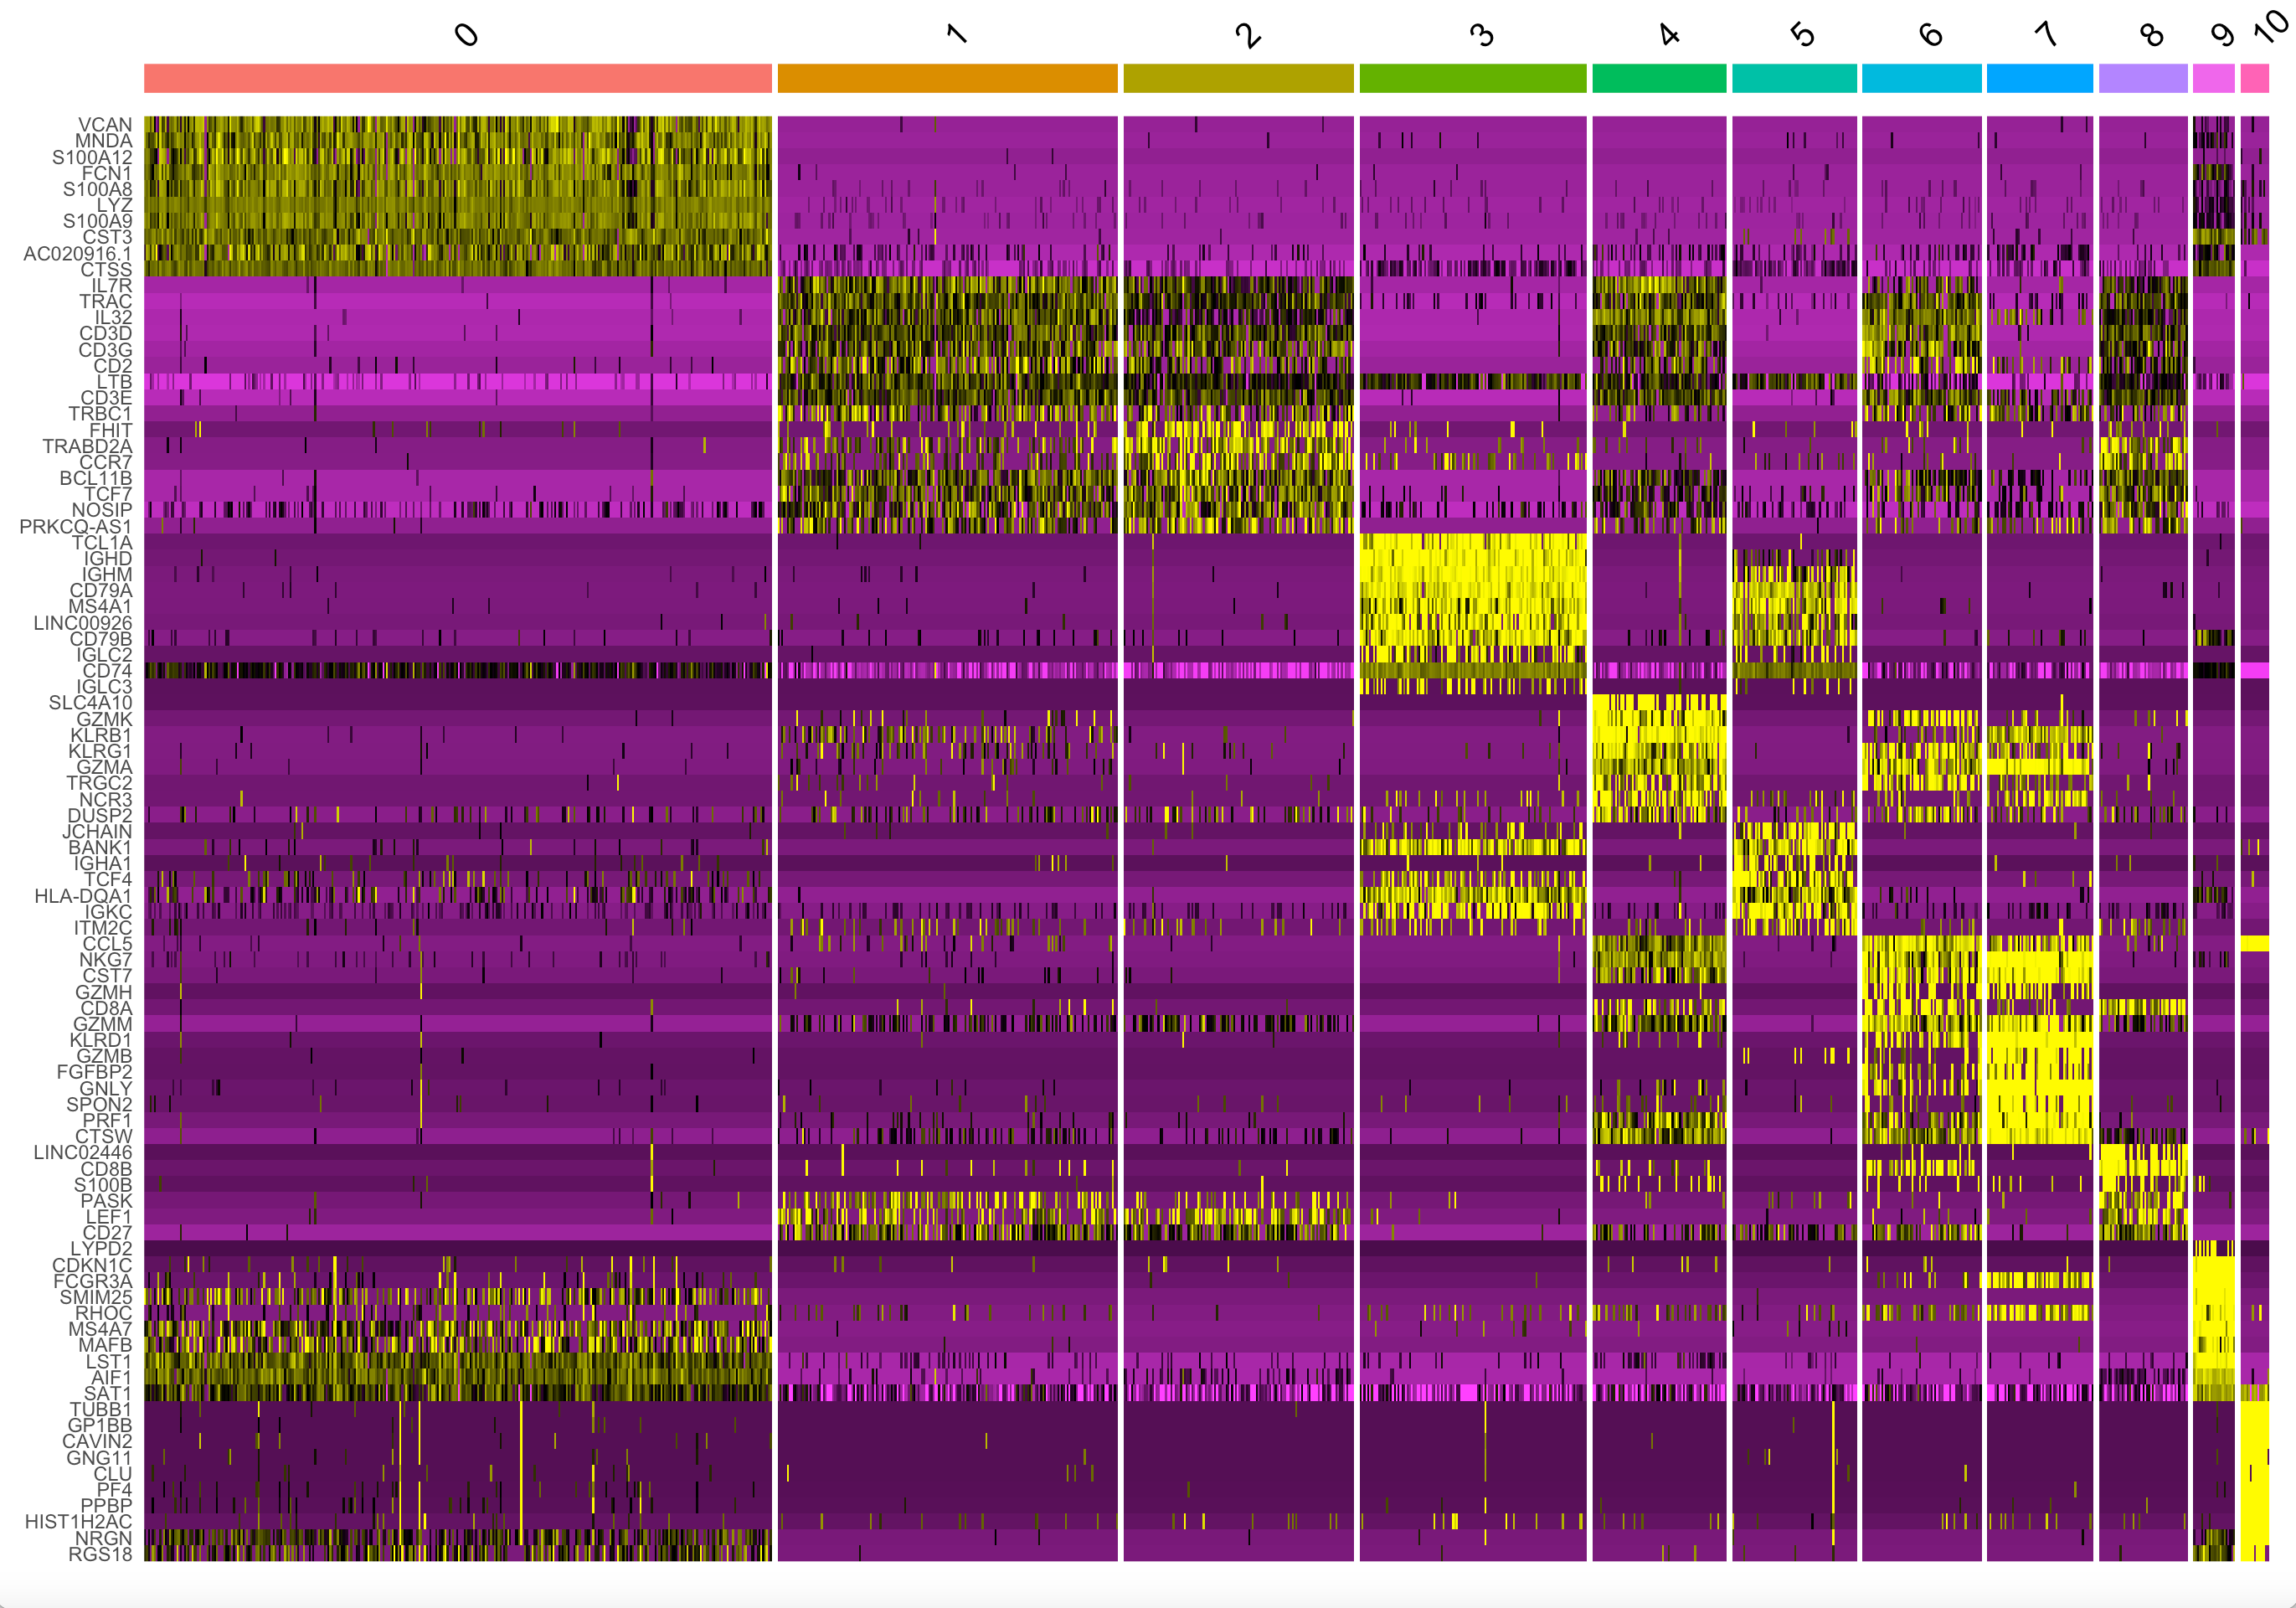 0 1 2 3 4 5 6 7 8 9 10
VCAN
MNDA
S100A12
FCN1
S100A8
LYZ
S100A9
CST3
AC020916.1
CTSS
IL7R
TRAC
IL32
CD3D
CD3G
CD2
LTB
CD3E
TRBC1
FHIT
TRABD2A
CCR7
BCL11B
TCF7
NOSIP
PRKCQ-AS1
TCL1A
IGHD
IGHM
CD79A
MS4A1
LINC00926
CD79B
IGLC2
CD74
IGLC3
SLC4A10
GZMK
KLRB1
KLRG1
GZMA
TRGC2
NCR3
DUSP2
JCHAIN
BANK1
IGHA1
TCF4
HLA-DQA1
IGKC
ITM2C
CCL5
NKG7
CST7
GZMH
CD8A
GZMM
KLRD1
GZMB
FGFBP2
GNLY
SPON2
PRF1
CTSW
LINC02446
CD8B
S100B
PASK
LEF1
CD27
LYPD2
CDKN1C
FCGR3A
SMIM25
RHOC
MS4A7
MAFB
LST1
AIF1
SAT1
TUBB1
GP1BB
CAVIN2
GNG11
CLU
PF4
PPBP
HIST1H2AC
NRGN
RGS18